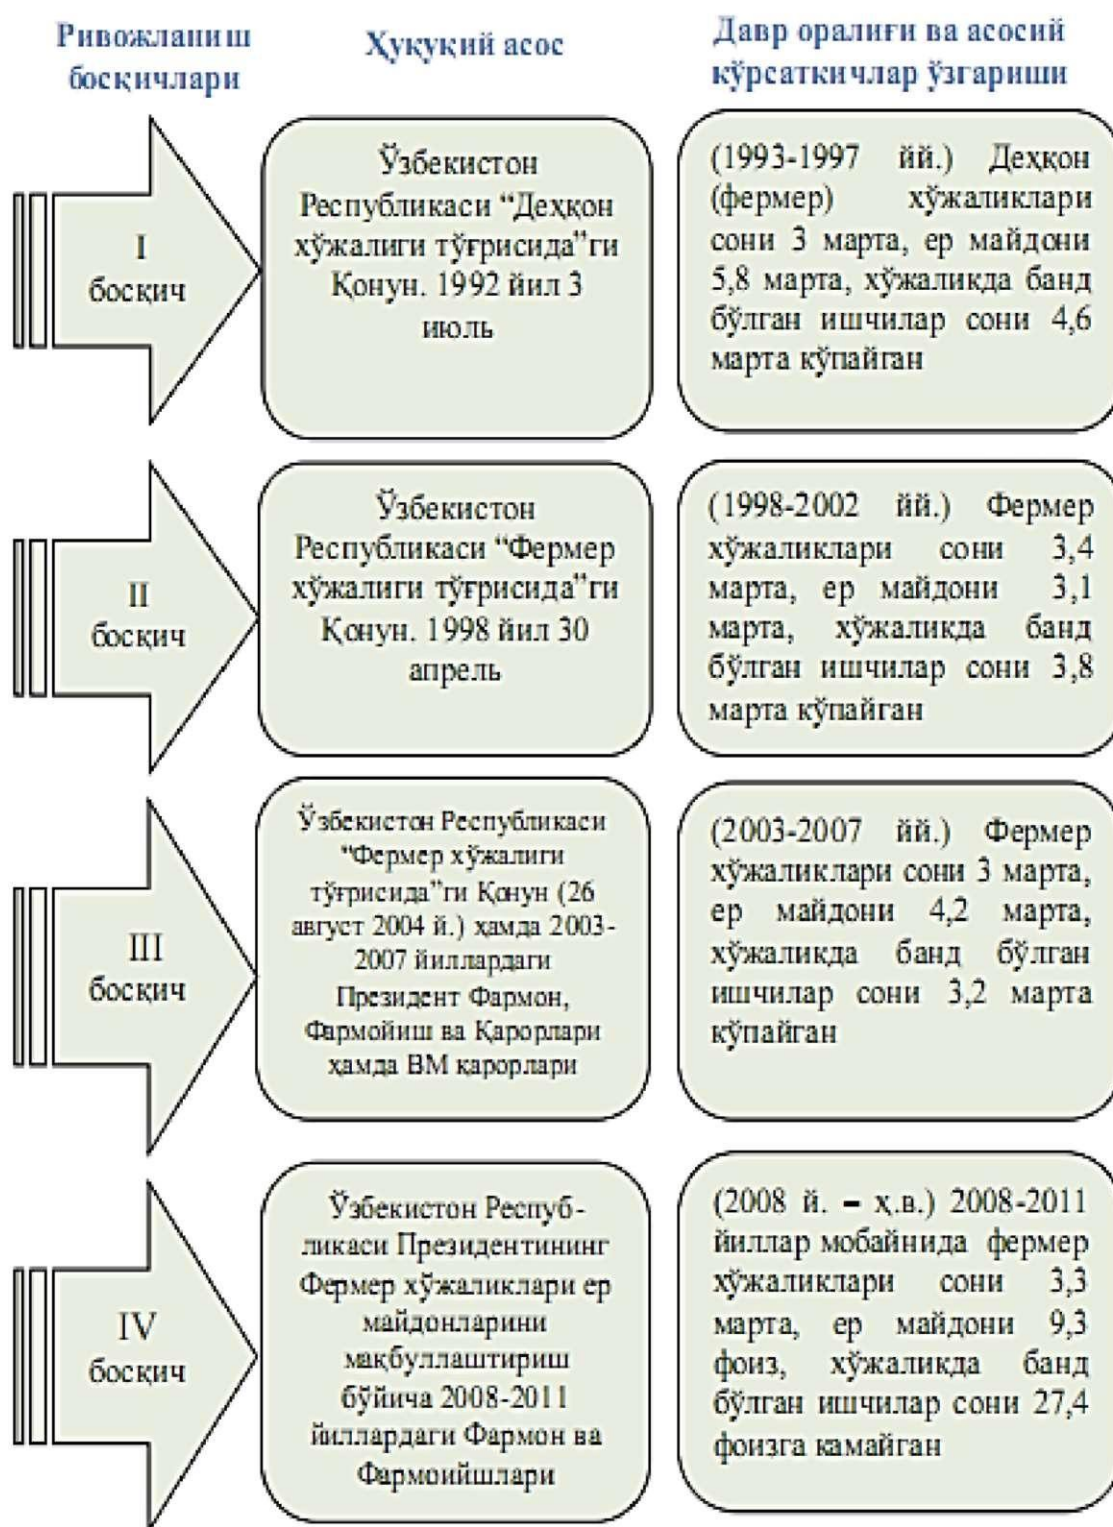 Ривожланиш
босқичлари
Ҳуқуқий асос
Давр оралиғи ва асосий
кўрсаткичлар ўзгариши
I
босқич
Ўзбекистон
Республикаси “Деҳқон
хўжалиги тўғрисида”ги
Қонун. 1992 йил 3
июль
(1993-1997 йй.) Деҳқон
(фермер) хўжаликлари
сони 3 марта, ер майдони
5,8 марта, хўжаликда банд
бўлган ишчилар сони 4,6
марта кўпайган
II
босқич
Ўзбекистон
Республикаси “Фермер
хўжалиги тўғрисида”ги
Қонун. 1998 йил 30
апрель
(1998-2002 йй.) Фермер
хўжаликлари сони 3,4
марта, ер майдони 3,1
марта, хўжаликда банд
бўлган ишчилар сони 3,8
марта кўпайган
III
босқич
Ўзбекистон Республикаси
“Фермер хўжалиги
тўғрисида”ги Қонун (26
август 2004 й.) ҳамда 2003-
2007 йиллардаги
Президент Фармон,
Фармойиш ва Қарорлари
ҳамда ВМ қарорлари
(2003-2007 йй.) Фермер
хўжаликлари сони 3 марта,
ер майдони 4,2 марта,
хўжаликда банд бўлган
ишчилар сони 3,2 марта
кўпайган
IV
босқич
Ўзбекистон Респуб-
ликаси Президентининг
Фермер хўжаликлари ер
майдонларини
мақбуллаштириш
бўйича 2008-2011
йиллардаги Фармон ва
Фармоийшлари
(2008 й. – ҳ.в.) 2008-2011
йиллар мобайнида фермер
хўжаликлари сони 3,3
марта, ер майдони 9,3
фоиз, хўжаликда банд
бўлган ишчилар сони 27,4
фоизга камайган